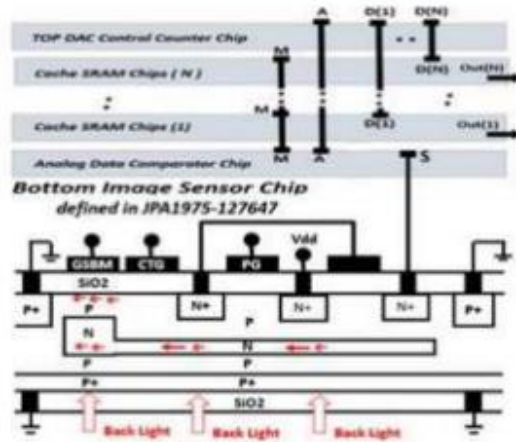 A D(1) D(N)
TOP DAC Control Counter Chip
M
Cache SRAM Chips ( N ) D(N) Out(N)
M
Cache SRAM Chips (1) D(1) Out(1)
Analog Data Comparator Chip M A S
Bottom Image Sensor Chip
defined in JPA1975-127647
GSBM CTG PG Vdd
SiO2
P+ P N+ N+ N+ P+
P
N N
P P
P+ P+
SiO2
Back Light Back Light Back Light